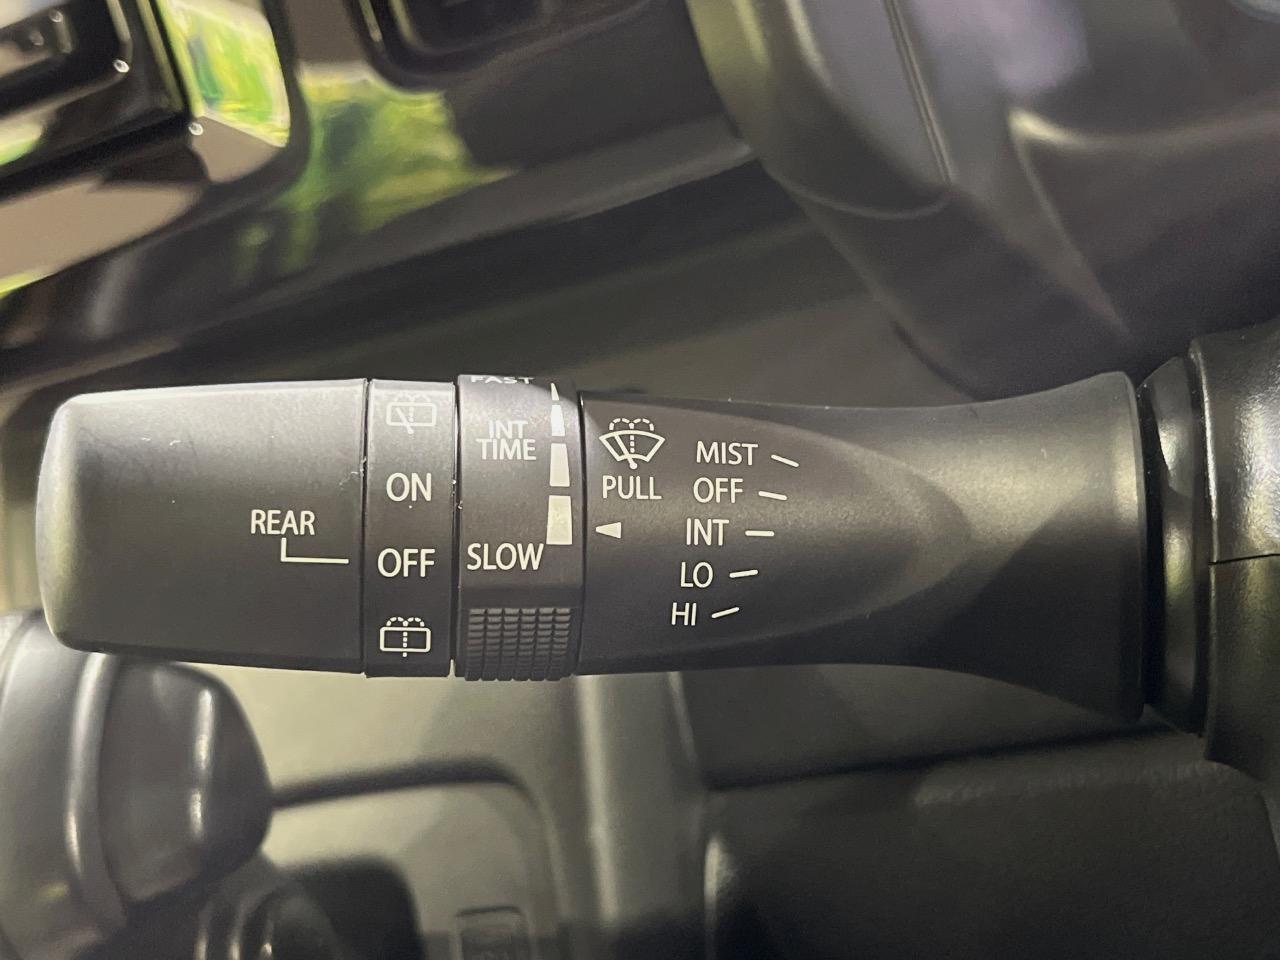 REAR
ON
OFF
FAST
INT
TIME
SLOW
PULL
MIST
OFF
INT
LO
HI